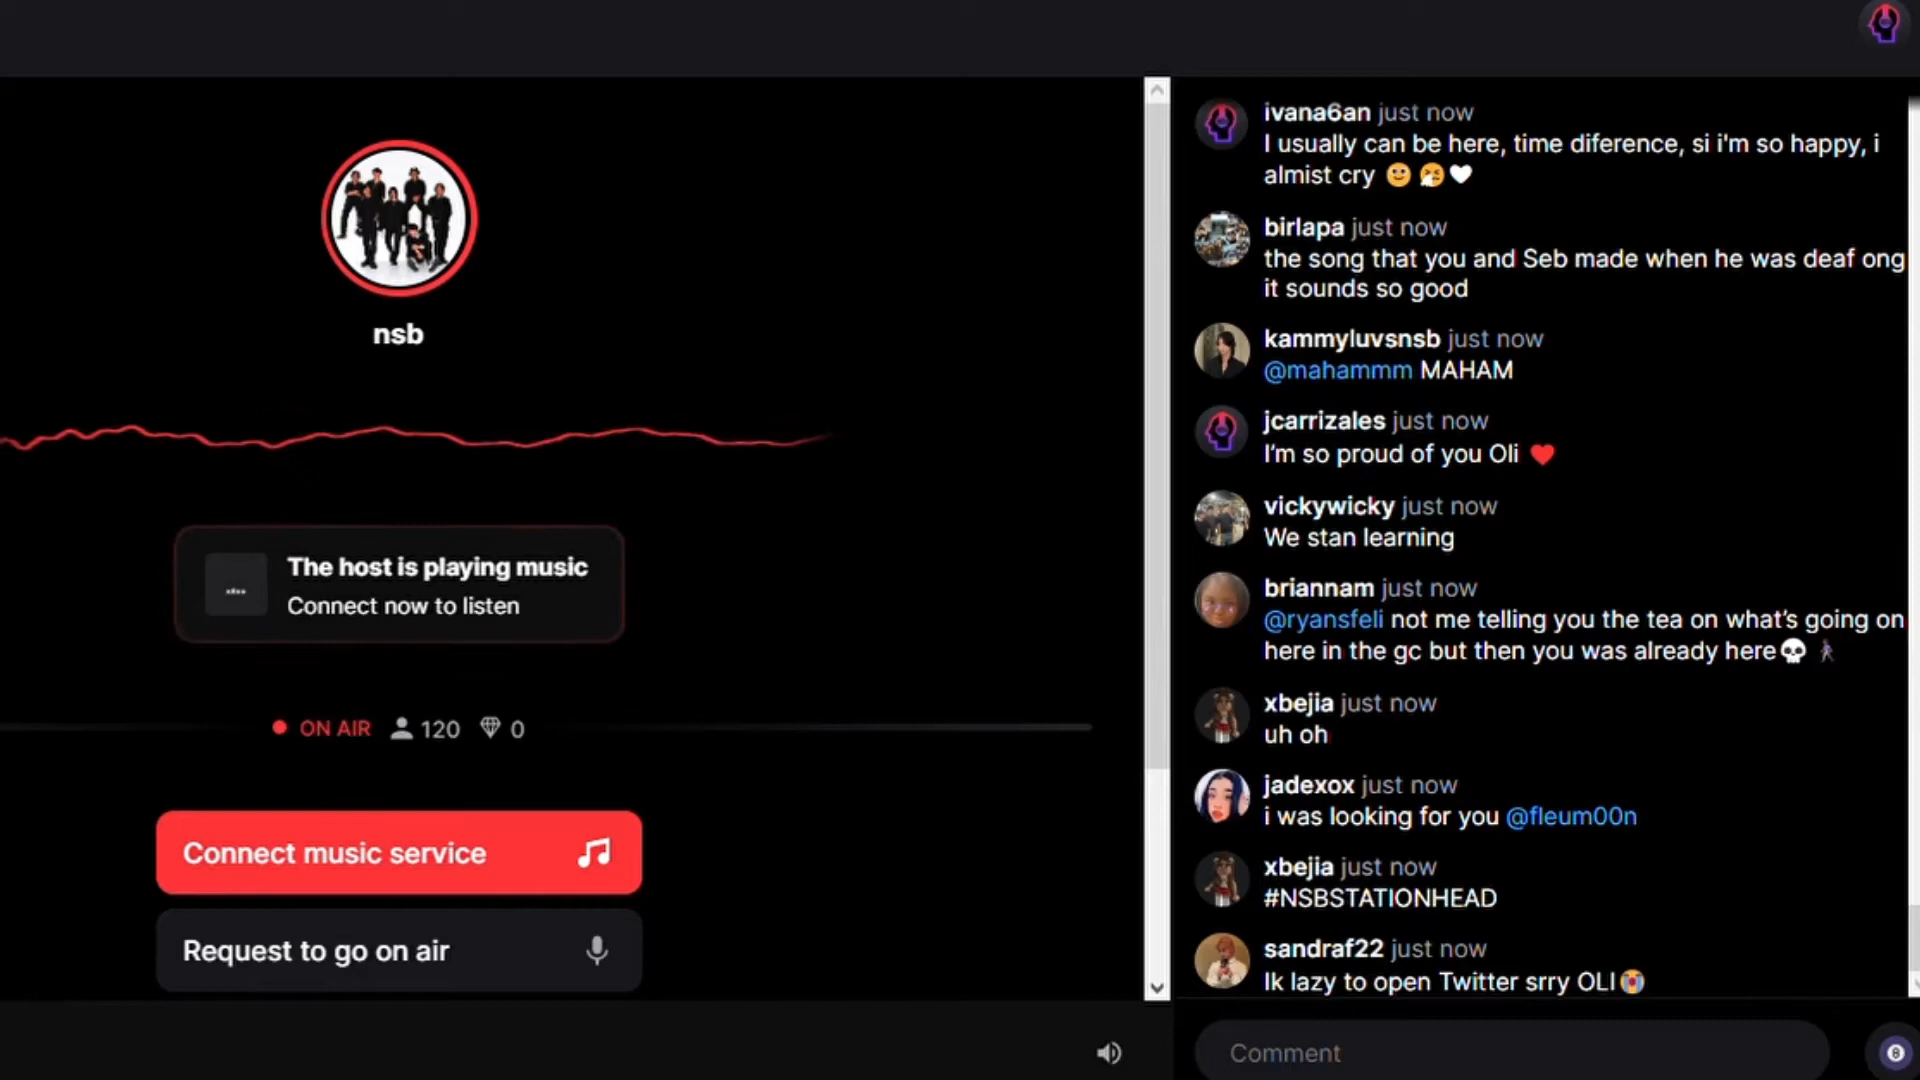 nsb
The host is playing music
Connect now to listen
ON AIR 120 0
Connect music service
Request to go on air
ivana6an just now
I usually can be here, time diference, si i'm so happy, i
almist cry 🙂 🤧 🤍
birlapa just now
the song that you and Seb made when he was deaf ong
it sounds so good
kammyluvsnsb just now
@mahammm MAHAM
jcarrizales just now
I’m so proud of you Oli ♥️
vickywicky just now
We stan learning
briannam just now
@ryansfeli not me telling you the tea on what’s going on
here in the gc but then you was already here💀 🚶🏾‍♀️
xbejia just now
uh oh
jadexox just now
i was looking for you @fleum00n
xbejia just now
#NSBSTATIONHEAD
sandraf22 just now
Ik lazy to open Twitter srry OLI😭
Comment